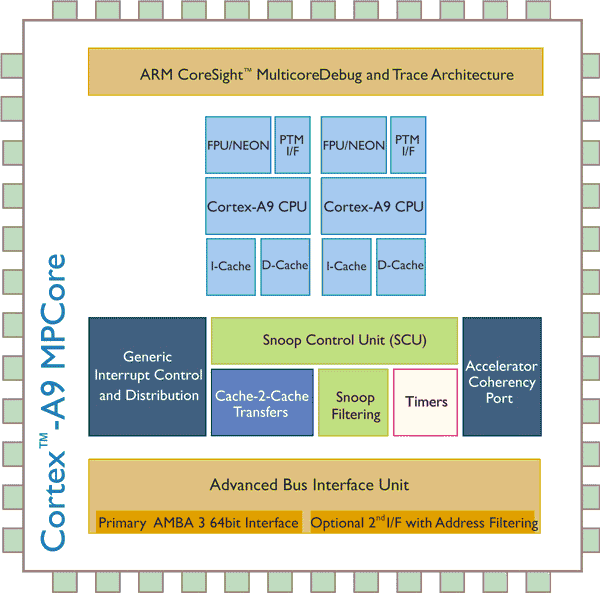 ARM CoreSight™ MulticoreDebug and Trace Architecture
FPU/NEON
PTM
I/F
FPU/NEON
PTM
I/F
Cortex-A9 CPU
Cortex-A9 CPU
I-Cache
D-Cache
I-Cache
D-Cache
Cortex™-A9 MPCore
Generic
Interrupt Control
and Distribution
Snoop Control Unit (SCU)
Cache-2-Cache
Transfers
Snoop
Filtering
Timers
Accelerator
Coherency
Port
Advanced Bus Interface Unit
Primary AMBA 3 64bit Interface
Optional 2nd I/F with Address Filtering